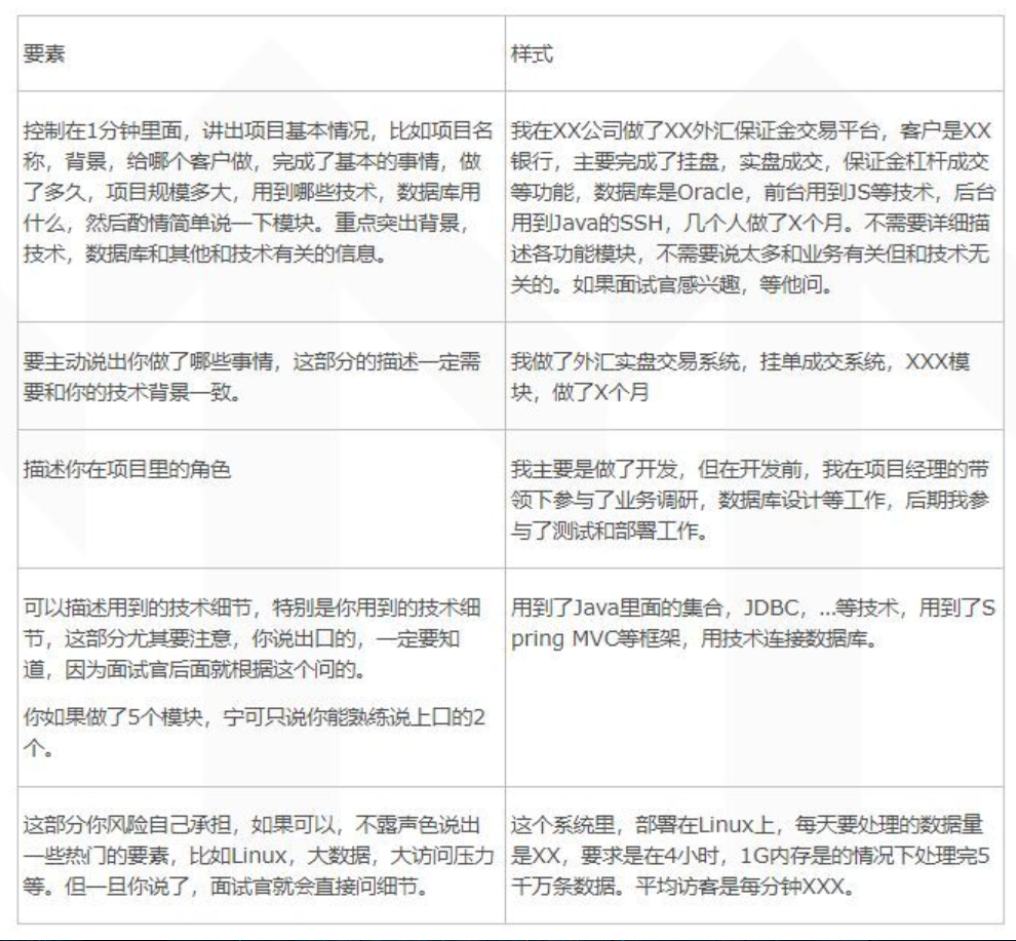 要素
样式
控制在1分钟里面，讲出项目基本情况，比如项目名
称，背景，给哪个客户做，完成了基本的事情，做
了多久，项目规模多大，用到哪些技术，数据库用
什么，然后酌情简单说一下模块。重点突出背景，
技术，数据库和其他和技术有关的信息。
我在XX公司做了XX外汇保证金交易平台，客户是XX
银行，主要完成了挂盘，实盘成交，保证金杠杆成交
等功能，数据库是Oracle，前台用到JS等技术，后台
用到Java的SSH，几个人做了X个月。不需要详细描
述各功能模块，不需要说太多和业务有关但和技术无
关的。如果面试官感兴趣，等他问。
要主动说出你做了哪些事情，这部分的描述一定需
要和你的技术背景一致。
我做了外汇实盘交易系统，挂单成交系统，XXX模
块，做了X个月
描述你在项目里的角色
我主要是做了开发，但在开发前，我在项目经理的带
领下参与了业务调研，数据库设计等工作，后期我参
与了测试和部署工作。
可以描述用到的技术细节，特别是你用到的技术细
节，这部分尤其要注意，你说出口的，一定要知
道，因为面试官后面就根据这个问的。
你如果做了5个模块，宁可只说你能熟练说上口的2
个。
用到了Java里面的集合，JDBC，...等技术，用到了S
pring MVC等框架，用技术连接数据库。
这部分你风险自己承担，如果可以，不露声色说出
一些热门的要素，比如Linux，大数据，大访问压力
等。但一旦你说了，面试官就会直接问细节。
这个系统里，部署在Linux上，每天要处理的数据量
是XX，要求是在4小时，1G内存是的情况下处理完5
千万条数据。平均访客是每分钟XXX。